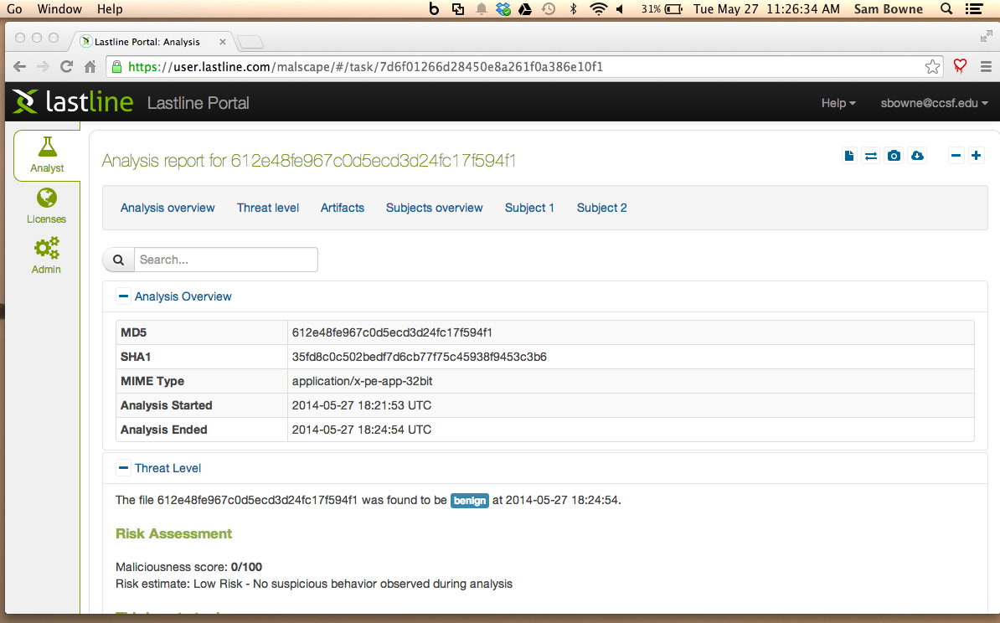 Go Window Help 31% Tue May 27 11:26:34 AM Sam Bowne
Lastline Portal: Analysis
https://user.lastline.com/malscape/#/task/7d6f01266d28450e8a261f0a386e10f1
lastline Lastline Portal Help sbowne@ccsf.edu
Analyst
Licenses
Admin
Analysis report for 612e48fe967c0d5ecd3d24fc17f594f1
Analysis overview Threat level Artifacts Subjects overview Subject 1 Subject 2
Search...
Analysis Overview
MD5 612e48fe967c0d5ecd3d24fc17f594f1
SHA1 35fd8c0c502bedf7d6cb77f75c45938f9453c3b6
MIME Type application/x-pe-app-32bit
Analysis Started 2014-05-27 18:21:53 UTC
Analysis Ended 2014-05-27 18:24:54 UTC
Threat Level
The file 612e48fe967c0d5ecd3d24fc17f594f1 was found to be benign at 2014-05-27 18:24:54.
Risk Assessment
Maliciousness score: 0/100
Risk estimate: Low Risk - No suspicious behavior observed during analysis